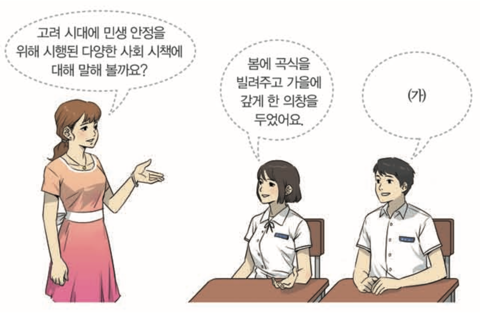 고려 시대에 민생 안정을
위해 시행된 다양한 사회 시책에
대해 말해 볼까요?
봄에 곡식을
빌려주고 가을에
갚게 한 의창을
두었어요.
(가)